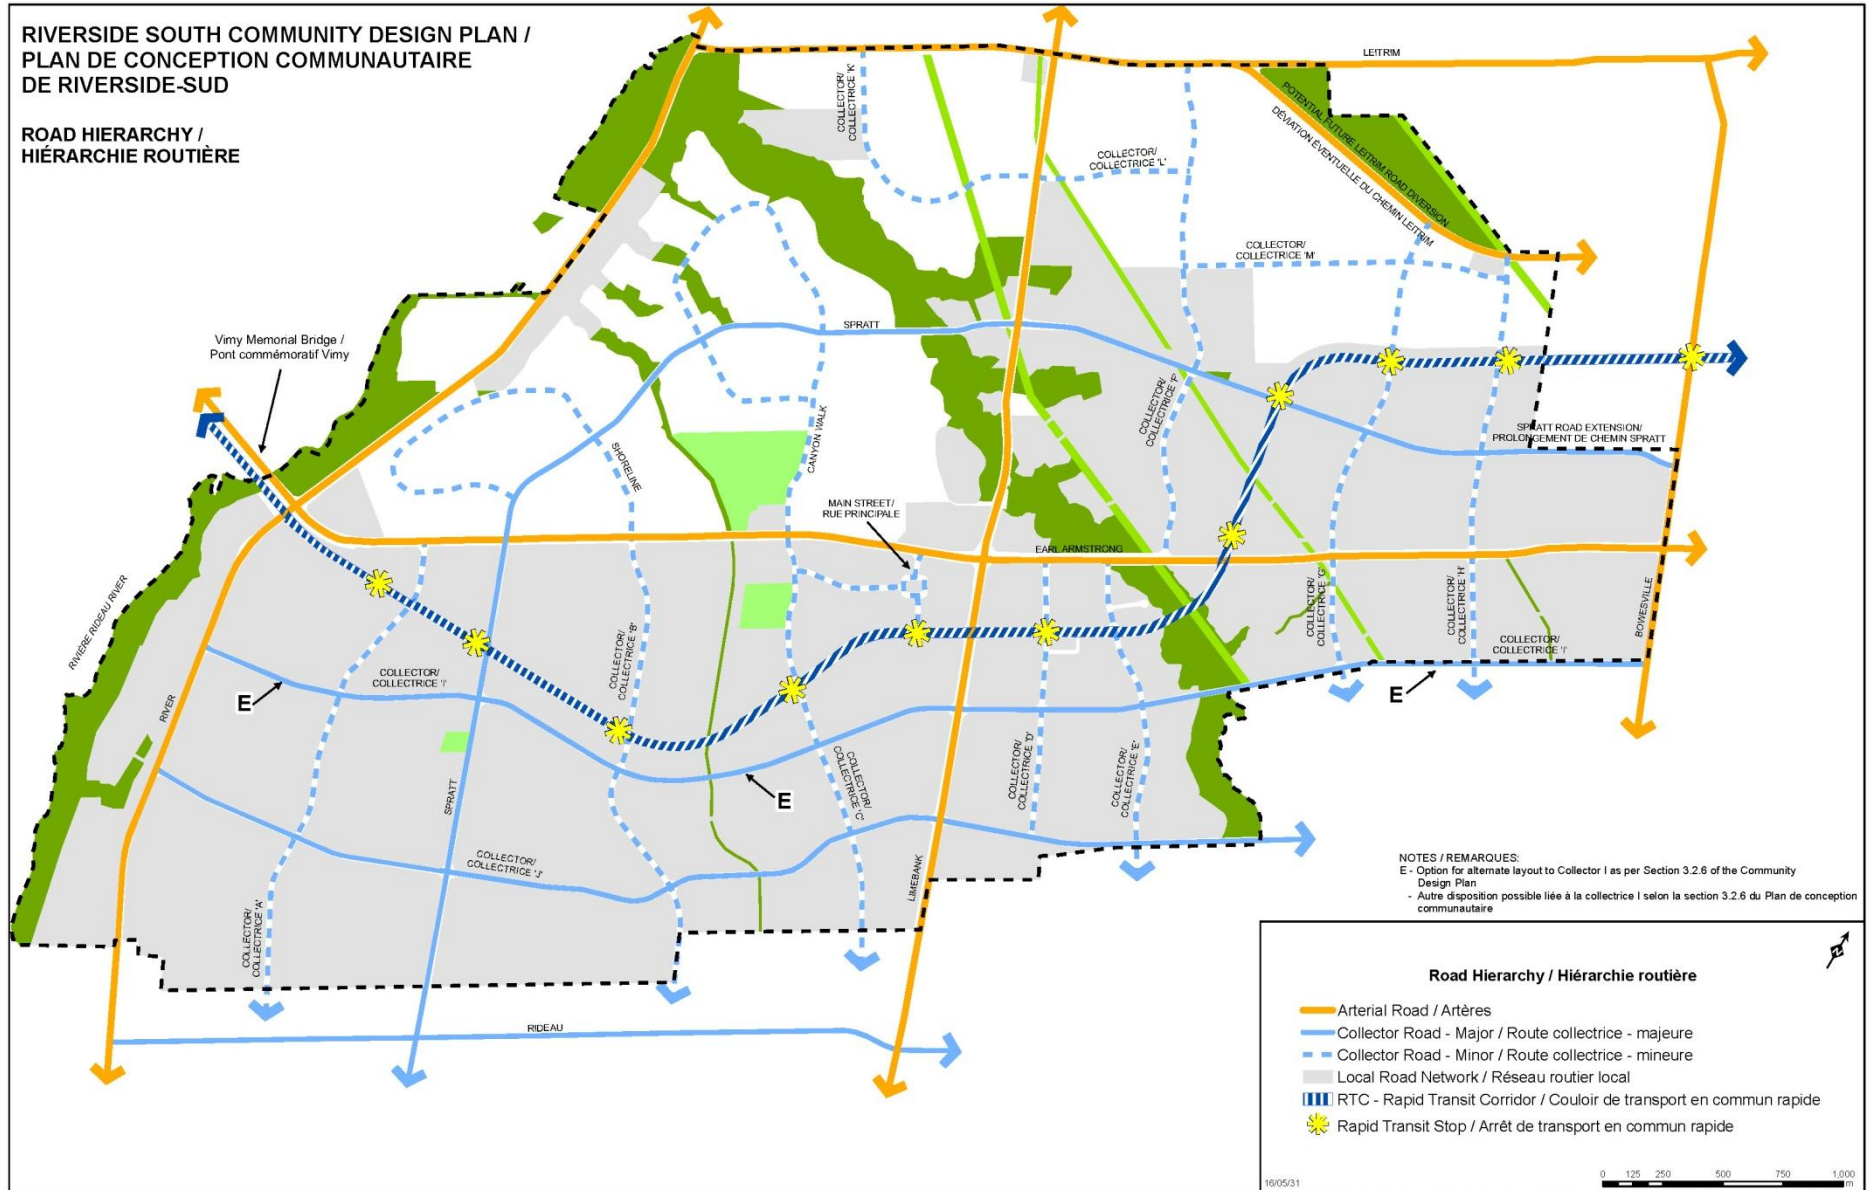 RIVERSIDE SOUTH COMMUNITY DESIGN PLAN /
PLAN DE CONCEPTION COMMUNAUTAIRE
DE RIVERSIDE-SUD
ROAD HIERARCHY /
HIÉRARCHIE ROUTIÈRE
LEITRIM
COLLECTOR/
COLLECTRICE 'K'
POTENTIAL FUTURE LEITRIM ROAD DIVERSION
DÉVIATION ÉVENTUELLE DU CHEMIN LEITRIM
COLLECTOR/
COLLECTRICE 'L'
COLLECTOR/
COLLECTRICE 'M'
Vimy Memorial Bridge /
Pont commémoratif Vimy
SPRATT
COLLECTOR/
COLLECTRICE 'F'
SPRATT ROAD EXTENSION/
PROLONGEMENT DE CHEMIN SPRATT
SHORELINE
CANYON WALK
MAIN STREET/
RUE PRINCIPALE
EARL ARMSTRONG
RIVIÈRE RIDEAU RIVER
COLLECTOR/
COLLECTRICE 'G'
COLLECTOR/
COLLECTRICE 'H'
COLLECTOR/
COLLECTRICE 'I'
BOWESVILLE
COLLECTOR/
COLLECTRICE 'B'
COLLECTOR/
COLLECTRICE 'I'
E
RIVER
E
SPRATT
E
COLLECTOR/
COLLECTRICE 'C'
COLLECTOR/
COLLECTRICE 'D'
COLLECTOR/
COLLECTRICE 'E'
COLLECTOR/
COLLECTRICE 'J'
LIMEBANK
COLLECTOR/
COLLECTRICE 'A'
RIDEAU
NOTES / REMARQUES:
E - Option for alternate layout to Collector I as per Section 3.2.6 of the Community
Design Plan
- Autre disposition possible liée à la collectrice I selon la section 3.2.6 du Plan de conception
communautaire
Road Hierarchy / Hiérarchie routière
Arterial Road / Artères
Collector Road - Major / Route collectrice - majeure
Collector Road - Minor / Route collectrice - mineure
Local Road Network / Réseau routier local
RTC - Rapid Transit Corridor / Couloir de transport en commun rapide
Rapid Transit Stop / Arrêt de transport en commun rapide
16/05/31
0 125 250 500 750 1,000
m